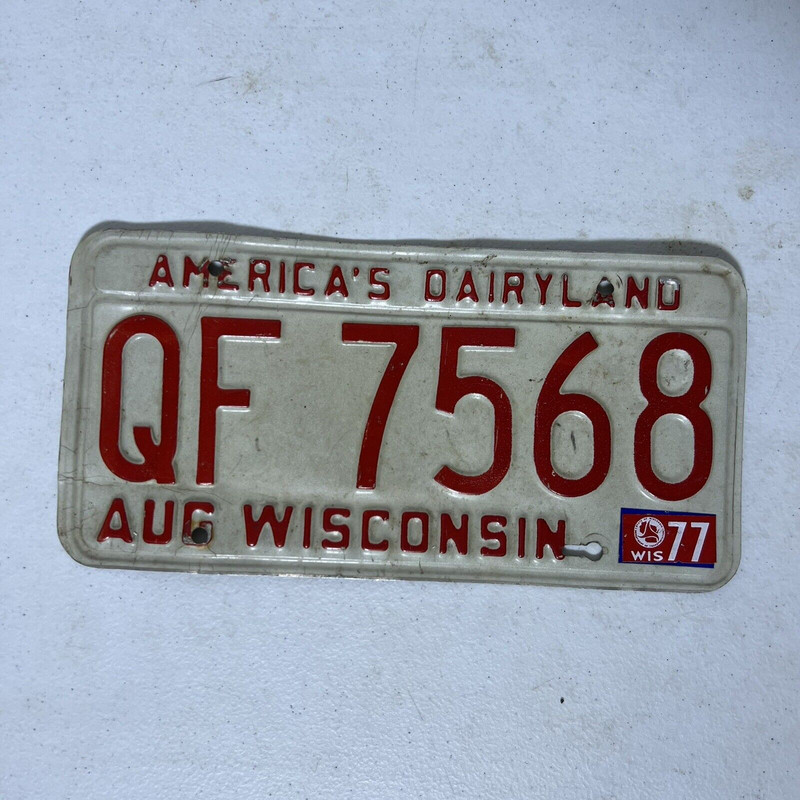 AMERICA'S DAIRYLAND
QF 7568
AUG WISCONSIN
WIS 77